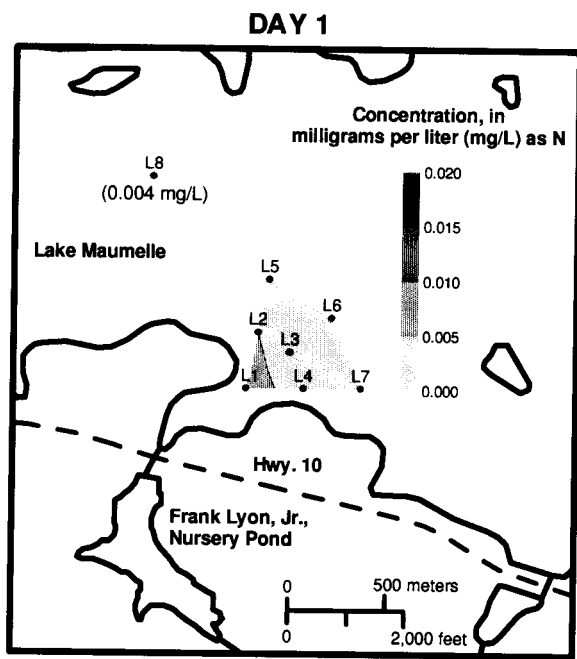 DAY 1
Concentration, in
milligrams per liter (mg/L) as N
L8
(0.004 mg/L)
0.020
0.015
0.010
0.005
0.000
Lake Maumelle
L5
L6
L2
L3
L1
L4
L7
Hwy. 10
Frank Lyon, Jr.,
Nursery Pond
0 500 meters
0 2,000 feet